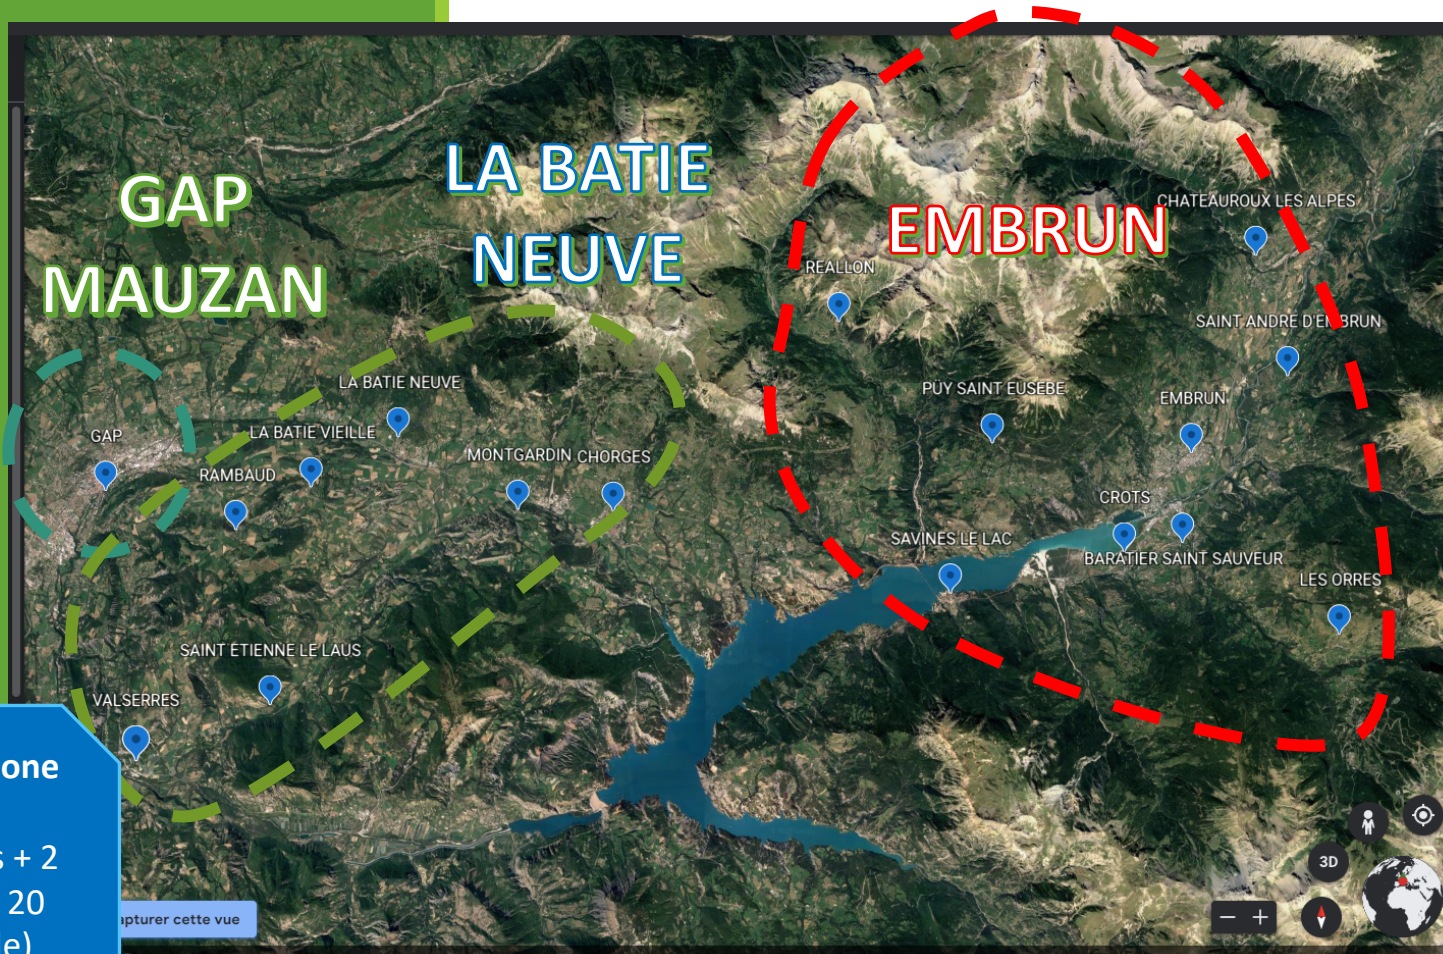 GAP
MAUZAN
LA BATIE
NEUVE
EMBRUN
CHATEAUROUX LES ALPES
REALLON
SAINT ANDRE D'EMBRUN
PUY SAINT EUSEBE
EMBRUN
LA BATIE NEUVE
GAP
LA BATIE VIEILLE
RAMBAUD
MONTGARDIN
CHORGES
CROTS
SAVINES LE LAC
BARATIER SAINT SAUVEUR
LES ORRES
SAINT ETIENNE LE LAUS
VALSERRES
one
s + 2
20
le)
apturer cette vue
3D